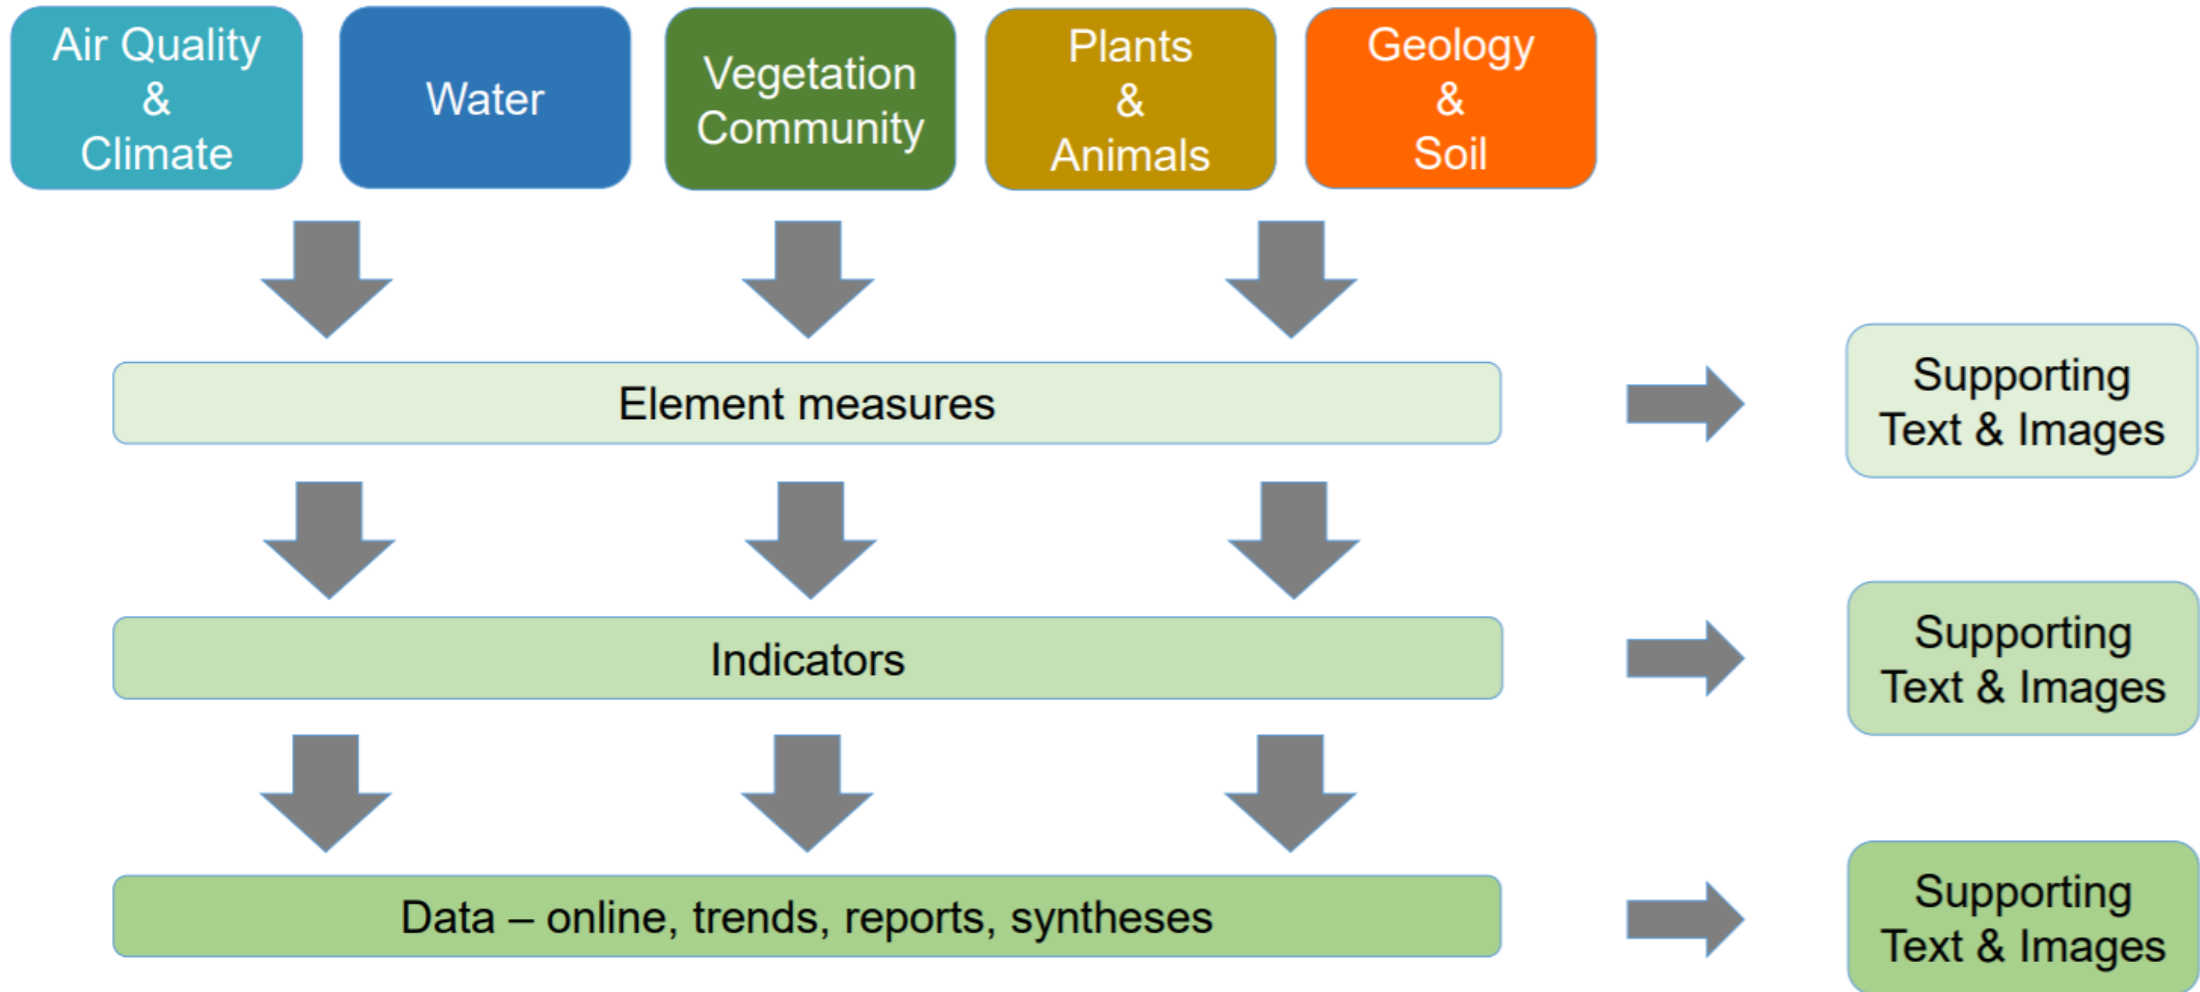 Air Quality
&
Climate
Water
Vegetation
Community
Plants
&
Animals
Geology
&
Soil
Element measures
Supporting
Text & Images
Indicators
Supporting
Text & Images
Data – online, trends, reports, syntheses
Supporting
Text & Images